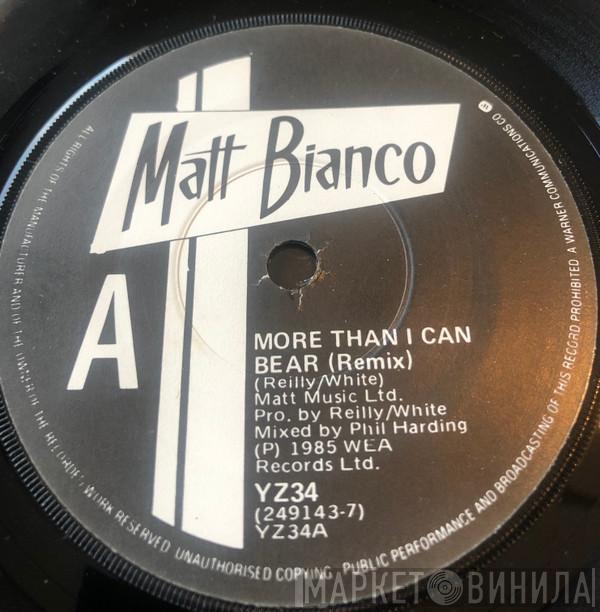 Matt Bianco
A
MORE THAN I CAN
BEAR (Remix)
(Reilly/White)
Matt Music Ltd.
Pro. by Reilly/White
Mixed by Phil Harding
(P) 1985 WEA
Records Ltd.
YZ34
(249143-7)
YZ34A
ALL RIGHTS OF THE MANUFACTURER AND OF THE OWNER OF THE RECORDED WORK RESERVED. UNAUTHORISED COPYING, PUBLIC PERFORMANCE AND BROADCASTING OF THIS RECORD PROHIBITED A WARNER COMMUNICATIONS CO
МАРКЕТ ВИНИЛА